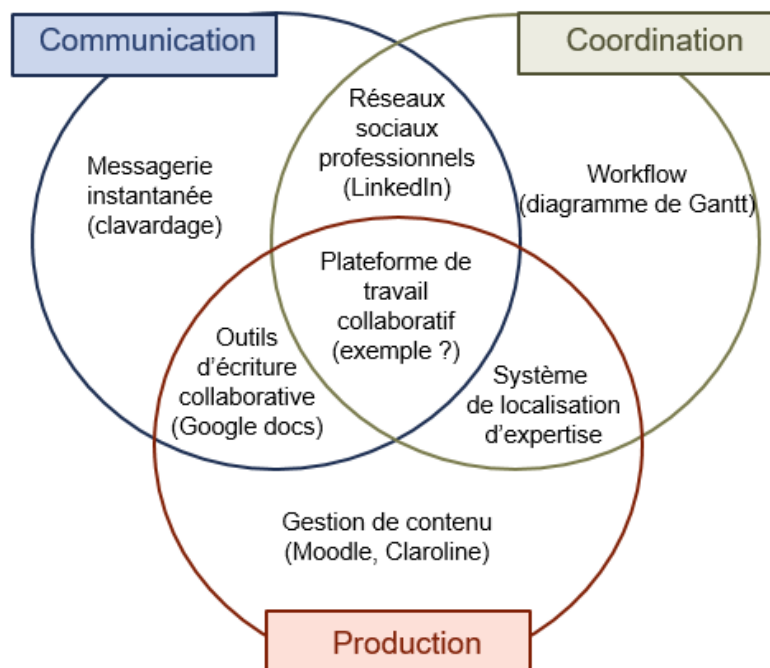 Communication
Coordination
Réseaux
sociaux
professionnels
(LinkedIn)
Messagerie
instantanée
(clavardage)
Workflow
(diagramme de Gantt)
Plateforme de
travail
collaboratif
(exemple ?)
Outils
d’écriture
collaborative
(Google docs)
Système
de localisation
d’expertise
Gestion de contenu
(Moodle, Claroline)
Production